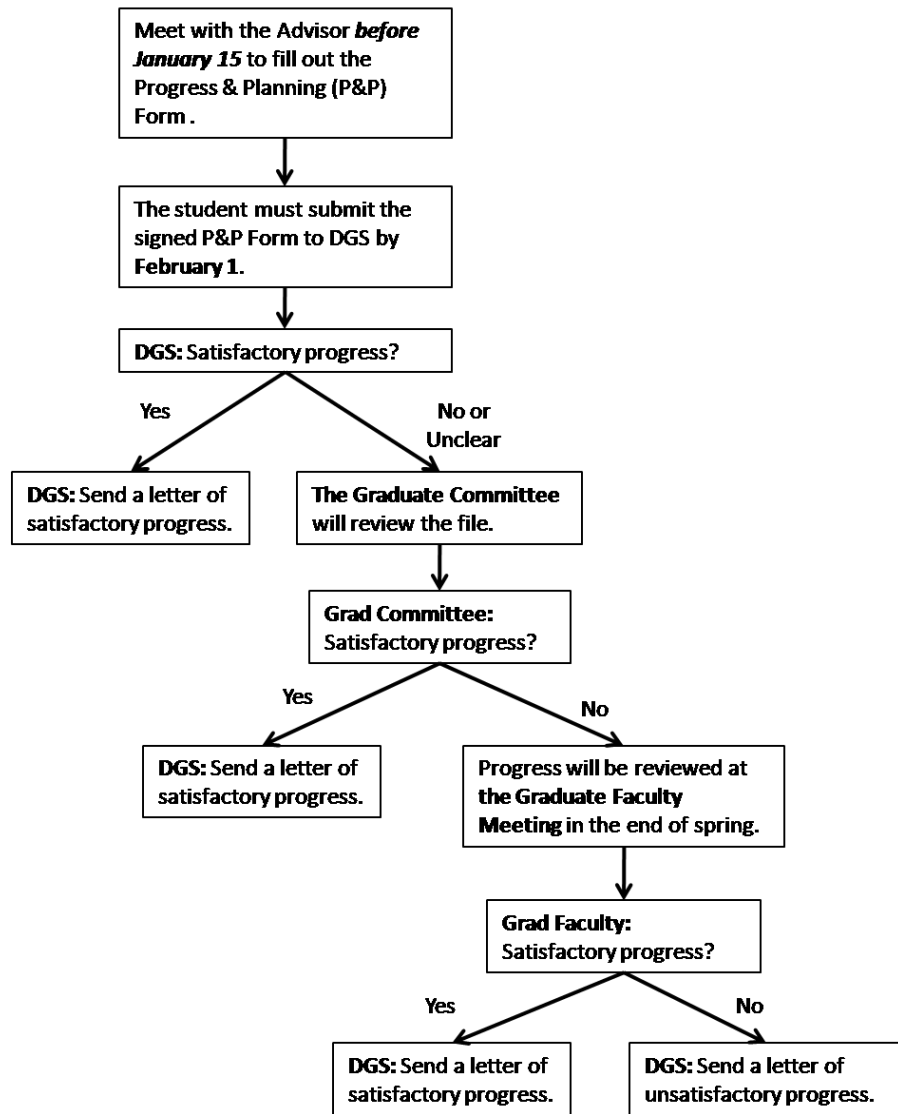 Meet with the Advisor before
January 15 to fill out the
Progress & Planning (P&P)
Form .
The student must submit the
signed P&P Form to DGS by
February 1.
DGS: Satisfactory progress?
Yes
No or
Unclear
DGS: Send a letter of
satisfactory progress.
The Graduate Committee
will review the file.
Grad Committee:
Satisfactory progress?
Yes
No
DGS: Send a letter of
satisfactory progress.
Progress will be reviewed at
the Graduate Faculty
Meeting in the end of spring.
Grad Faculty:
Satisfactory progress?
Yes
No
DGS: Send a letter of
satisfactory progress.
DGS: Send a letter of
unsatisfactory progress.